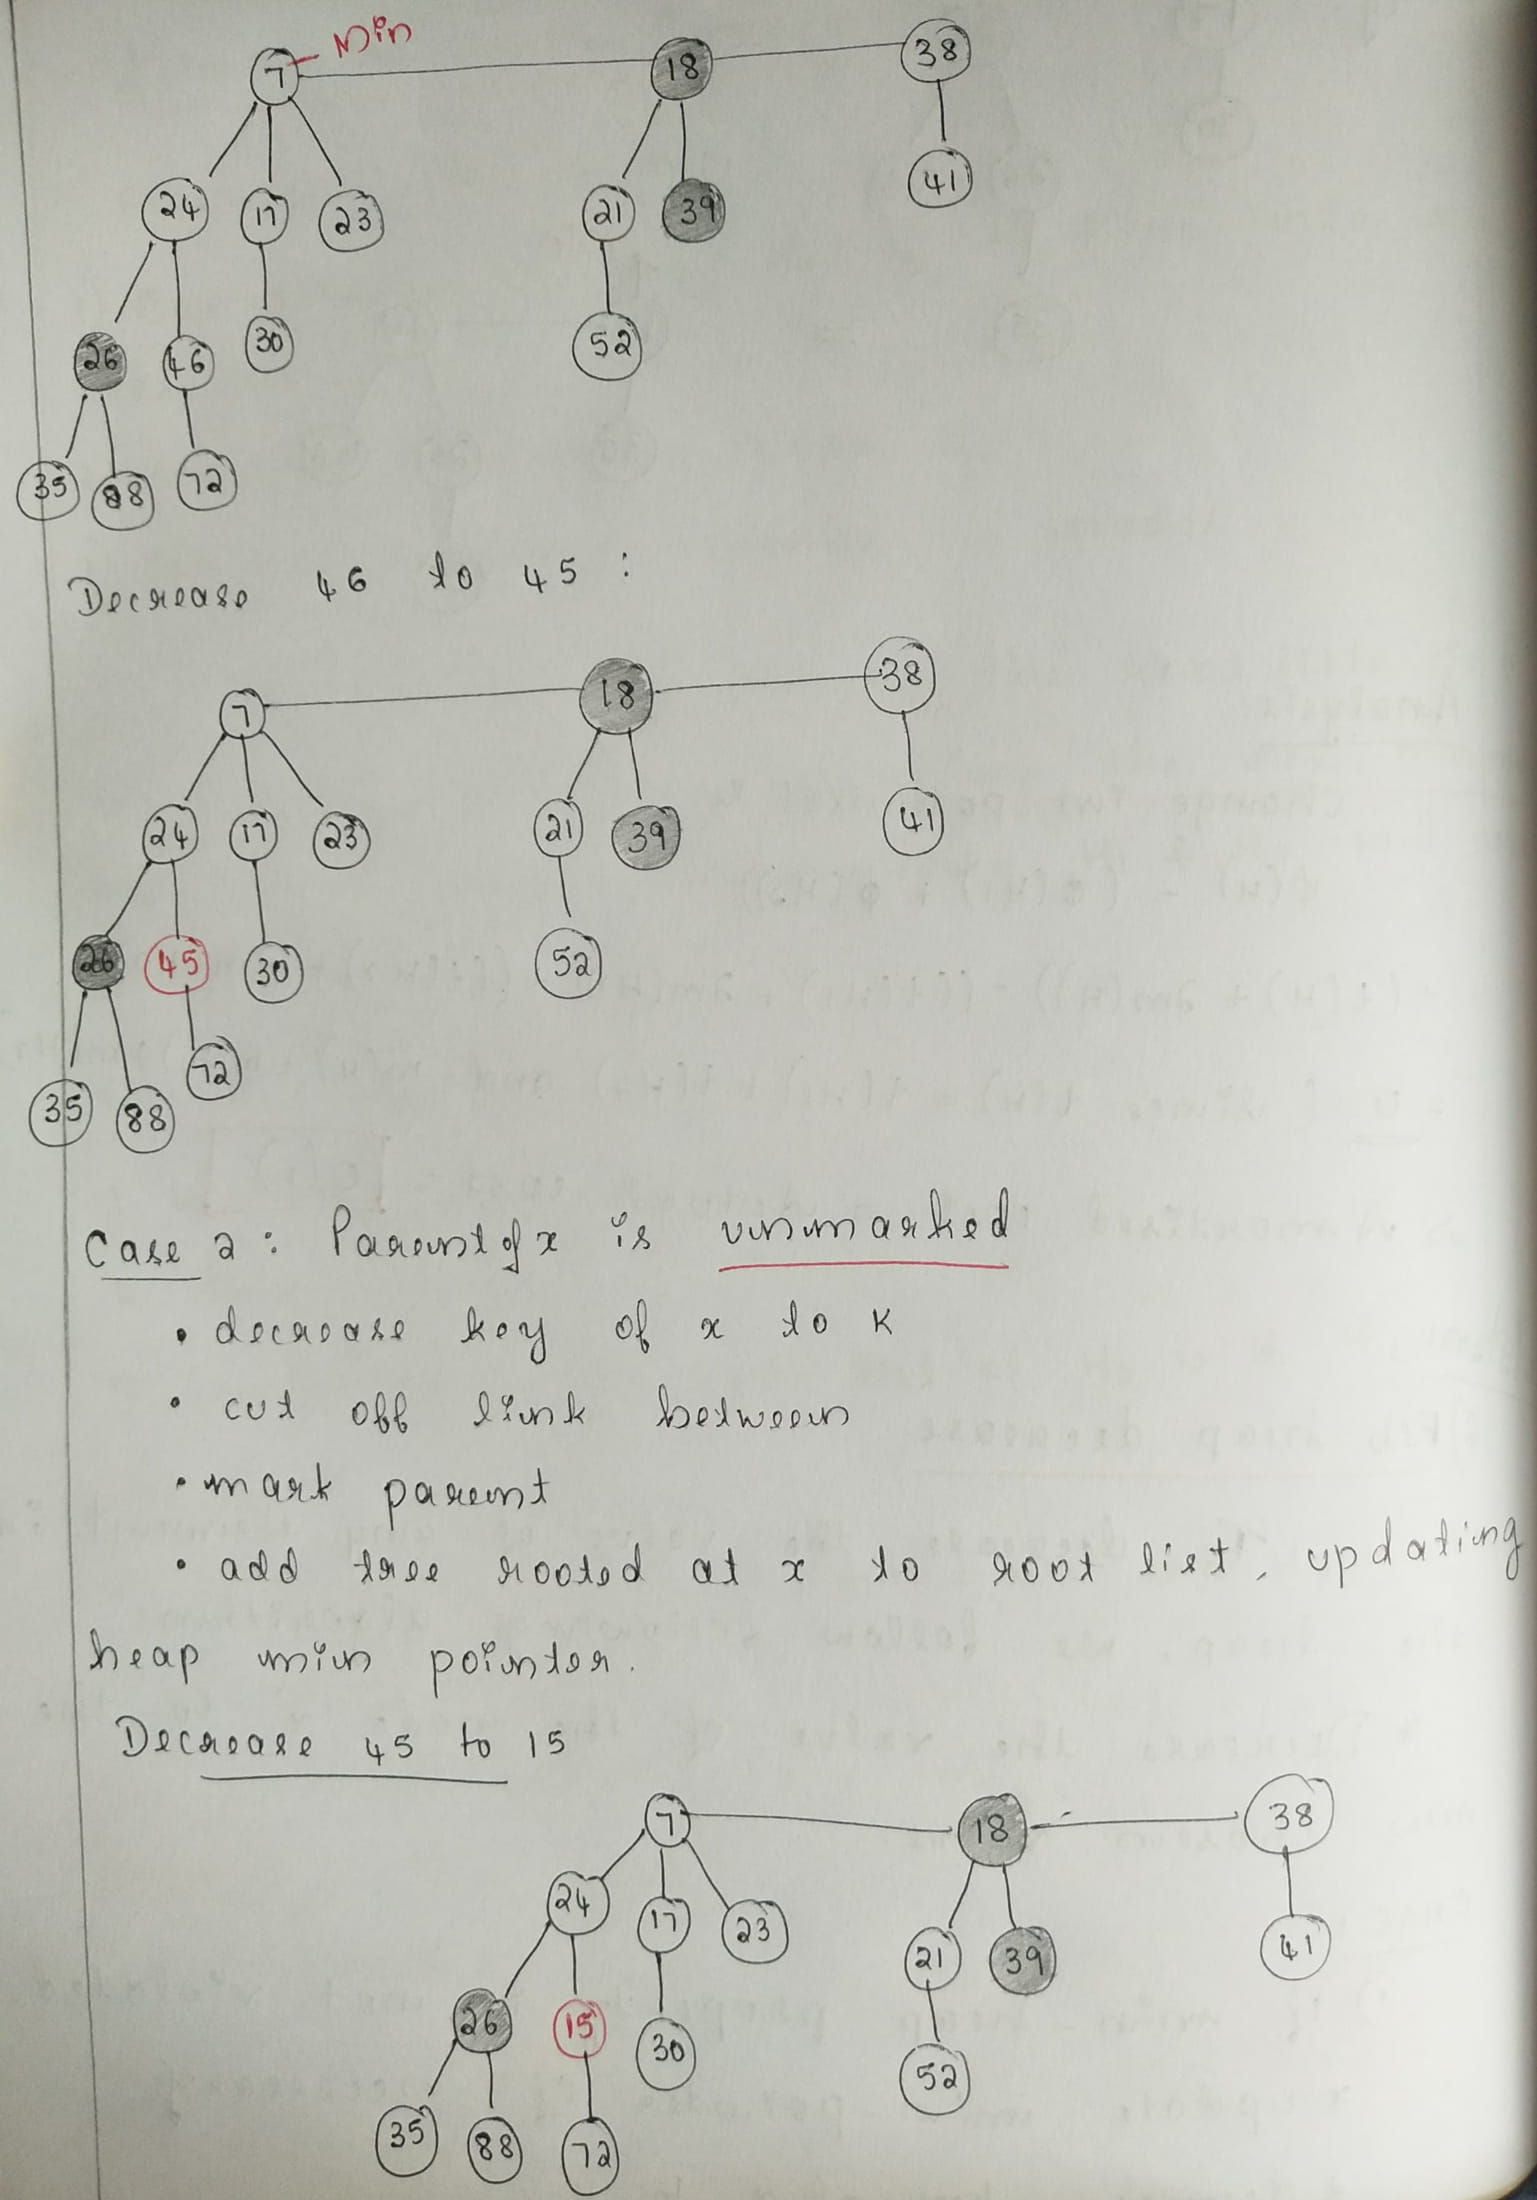 Min
7 18 38
24 17 23 21 39 41
26 46 30 52
35 88 72
Decrease 46 to 45 :
7 18 38
24 17 23 21 39 41
26 45 30 52
72
35 88
Case 2 : Parent of x is unmarked
• decrease key of x to K
• cut off link between
• mark parent
• add tree rooted at x to root list, updating
heap min pointer.
Decrease 45 to 15
7 18 38
24 17 23 21 39 41
26 15 30 52
35 88 72